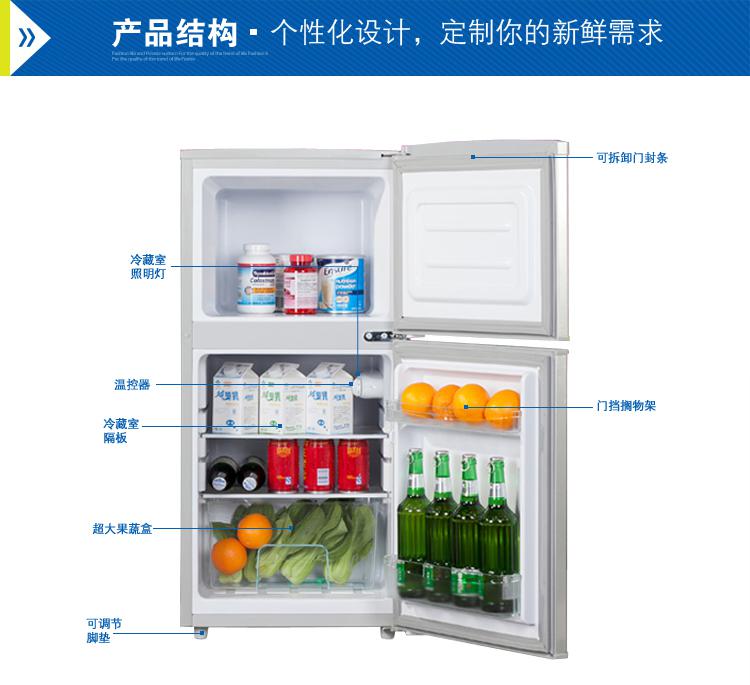 产品结构·个性化设计，定制你的新鲜需求
可拆卸门封条
冷藏室
照明灯
Ensure
温控器
门挡搁物架
冷藏室
隔板
超大果蔬盒
可调节
脚垫